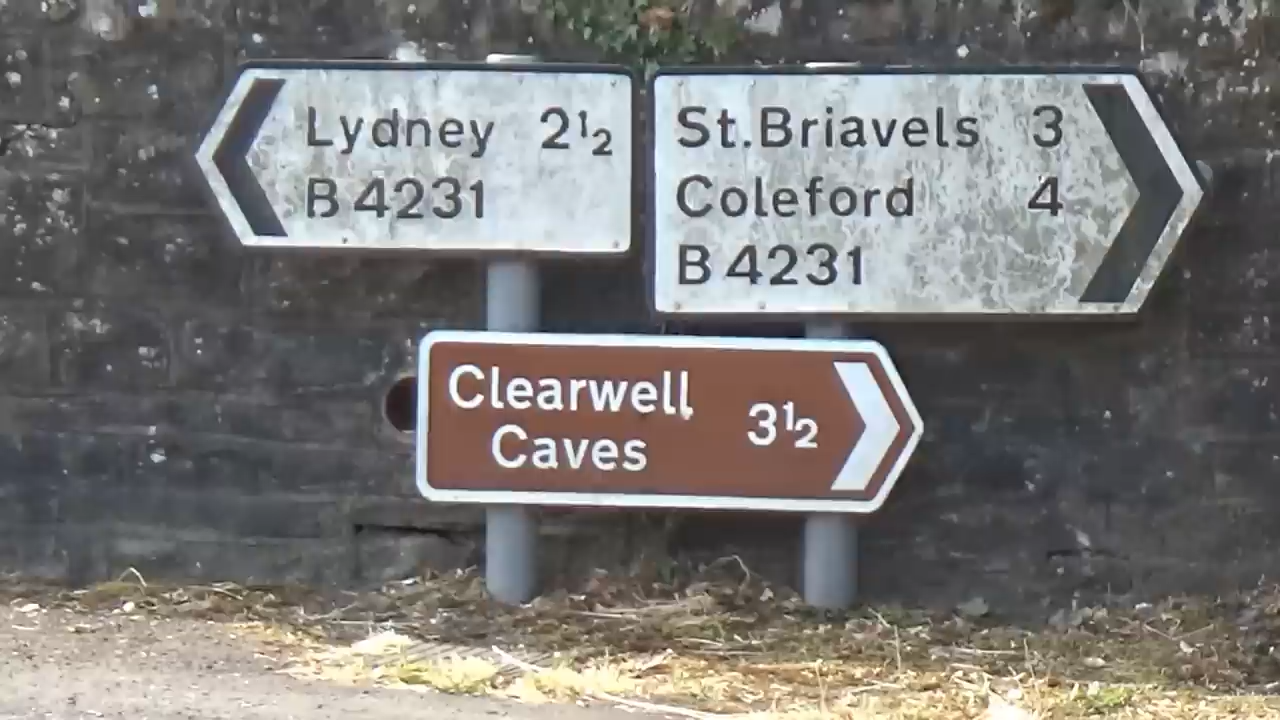 Lydney 2½
B 4231
St.Briavels 3
Coleford 4
B 4231
Clearwell
Caves 3½